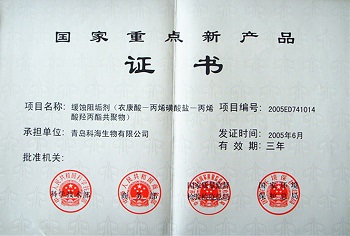 国家重点新产品
证书
项目名称：缓蚀阻垢剂（衣康酸－丙烯磺酸盐－丙烯酸羟丙酯共聚物）
项目编号：2005ED741014
承担单位：青岛科海生物有限公司
发证时间：2005年6月
有效期：三年
批准机关：